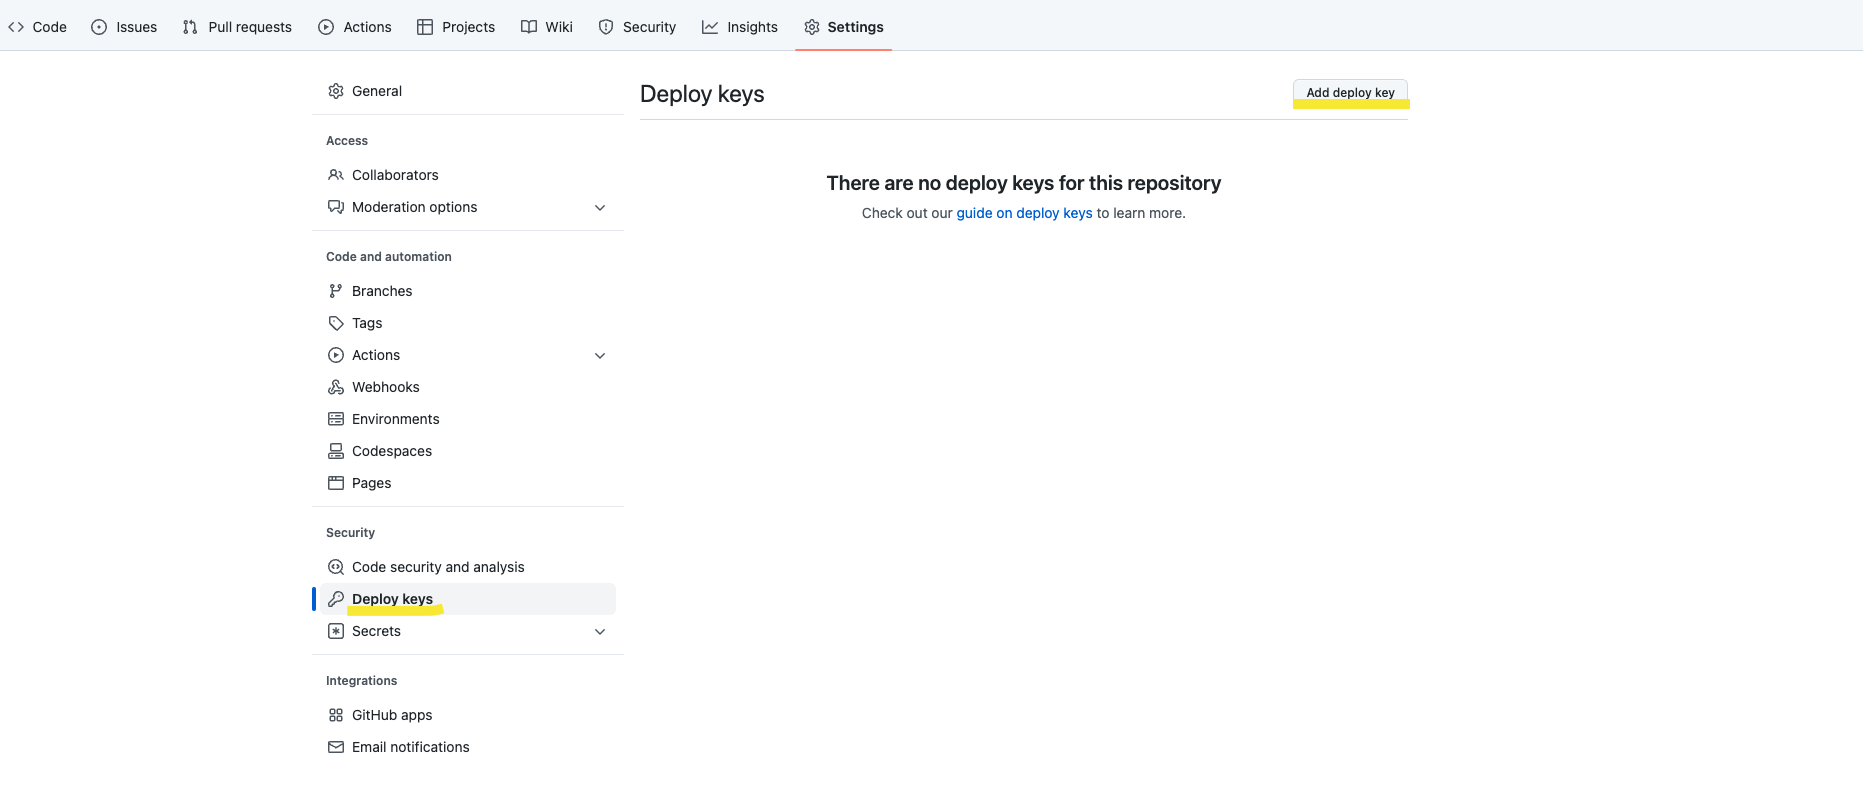 Code Issues Pull requests Actions Projects Wiki Security Insights Settings
General
Access
Collaborators
Moderation options
Code and automation
Branches
Tags
Actions
Webhooks
Environments
Codespaces
Pages
Security
Code security and analysis
Deploy keys
Secrets
Integrations
GitHub apps
Email notifications
Deploy keys
Add deploy key
There are no deploy keys for this repository
Check out our guide on deploy keys to learn more.